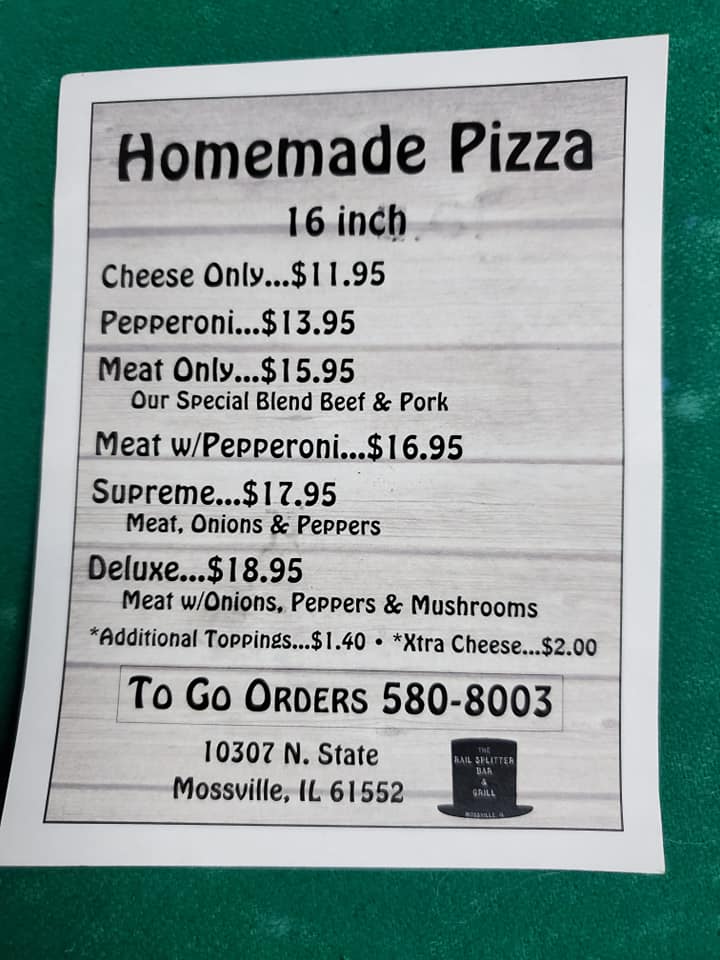 Homemade Pizza
16 inch
Cheese Only...$11.95
Pepperoni...$13.95
Meat Only...$15.95
Our Special Blend Beef & Pork
Meat w/Pepperoni...$16.95
Supreme...$17.95
Meat, Onions & Peppers
Deluxe...$18.95
Meat w/Onions, Peppers & Mushrooms
*Additional Toppings...$1.40 • *Xtra Cheese...$2.00
To Go Orders 580-8003
10307 N. State
Mossville, IL 61552
THE
RAIL SPLITTER
BAR
&
GRILL
MOSSVILLE, IL